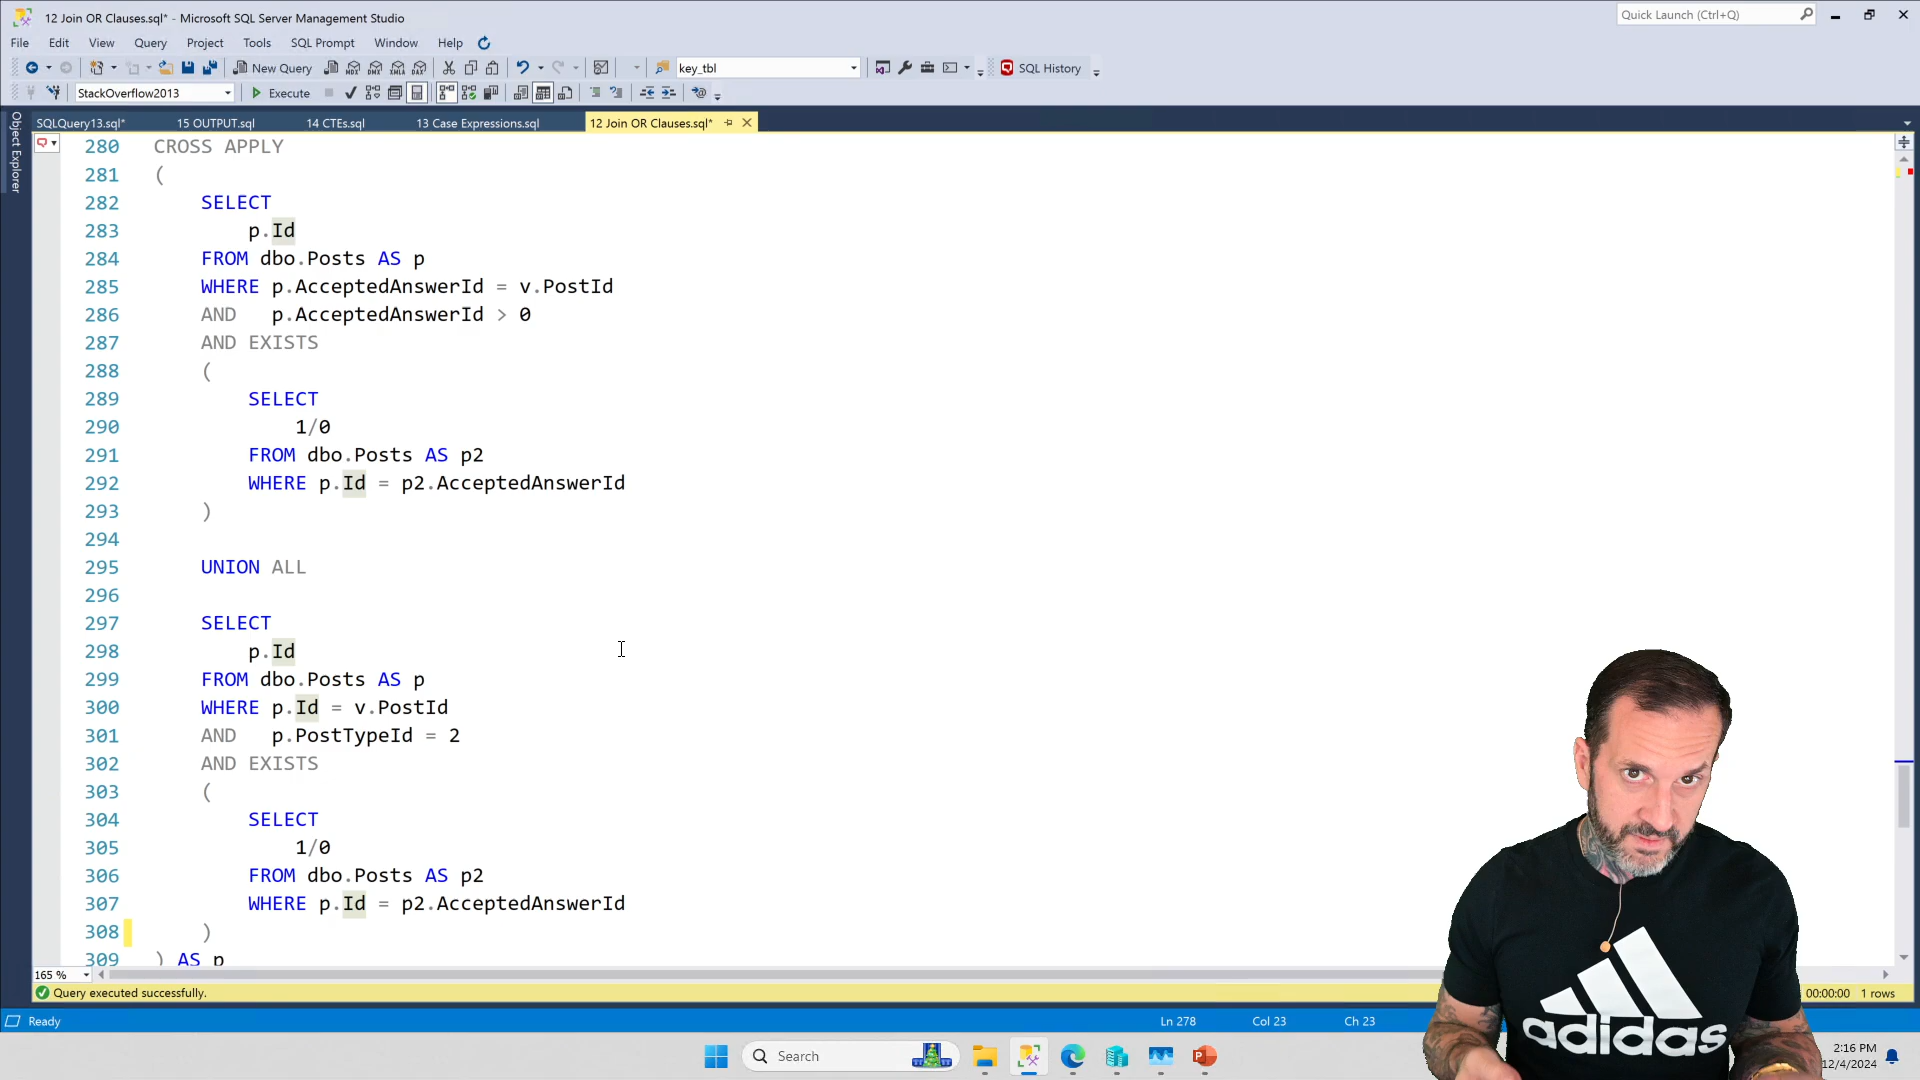 12 Join OR Clauses.sql* - Microsoft SQL Server Management Studio
Quick Launch (Ctrl+Q)
File Edit View Query Project Tools SQL Prompt Window Help
New Query MDX DMX XMLA DAX key_tbl SQL History
StackOverflow2013 Execute
SQLQuery13.sql* 15 OUTPUT.sql 14 CTEs.sql 13 Case Expressions.sql 12 Join OR Clauses.sql*
Object Explorer
280 CROSS APPLY
281 (
282 SELECT
283 p.Id
284 FROM dbo.Posts AS p
285 WHERE p.AcceptedAnswerId = v.PostId
286 AND p.AcceptedAnswerId > 0
287 AND EXISTS
288 (
289 SELECT
290 1/0
291 FROM dbo.Posts AS p2
292 WHERE p.Id = p2.AcceptedAnswerId
293 )
294
295 UNION ALL
296
297 SELECT
298 p.Id
299 FROM dbo.Posts AS p
300 WHERE p.Id = v.PostId
301 AND p.PostTypeId = 2
302 AND EXISTS
303 (
304 SELECT
305 1/0
306 FROM dbo.Posts AS p2
307 WHERE p.Id = p2.AcceptedAnswerId
308 )
309 ) AS p
165 %
Query executed successfully. 00:00:00 1 rows
Ready Ln 278 Col 23 Ch 23
adidas
Search
2:16 PM
12/4/2024